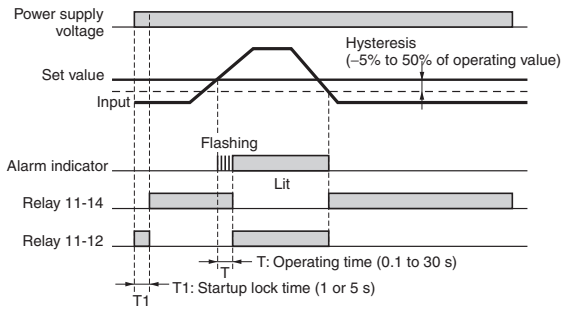 Power supply
voltage
Hysteresis
(–5% to 50% of operating value)
Set value
Input
Flashing
Alarm indicator
Lit
Relay 11-14
Relay 11-12
T: Operating time (0.1 to 30 s)
T
T1: Startup lock time (1 or 5 s)
T1